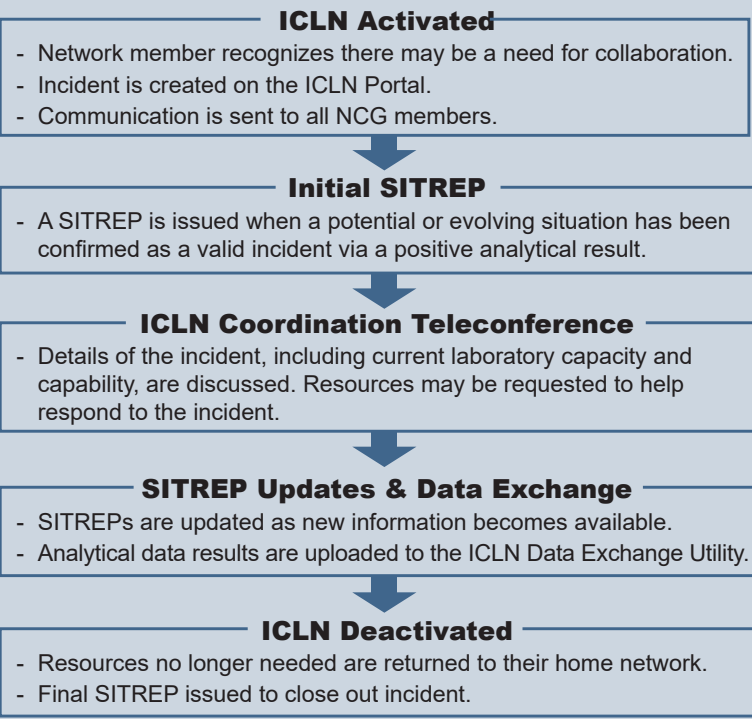 ICLN Activated
- Network member recognizes there may be a need for collaboration.
- Incident is created on the ICLN Portal.
- Communication is sent to all NCG members.
Initial SITREP
- A SITREP is issued when a potential or evolving situation has been
confirmed as a valid incident via a positive analytical result.
ICLN Coordination Teleconference
- Details of the incident, including current laboratory capacity and
capability, are discussed. Resources may be requested to help
respond to the incident.
SITREP Updates & Data Exchange
- SITREPs are updated as new information becomes available.
- Analytical data results are uploaded to the ICLN Data Exchange Utility.
ICLN Deactivated
- Resources no longer needed are returned to their home network.
- Final SITREP issued to close out incident.